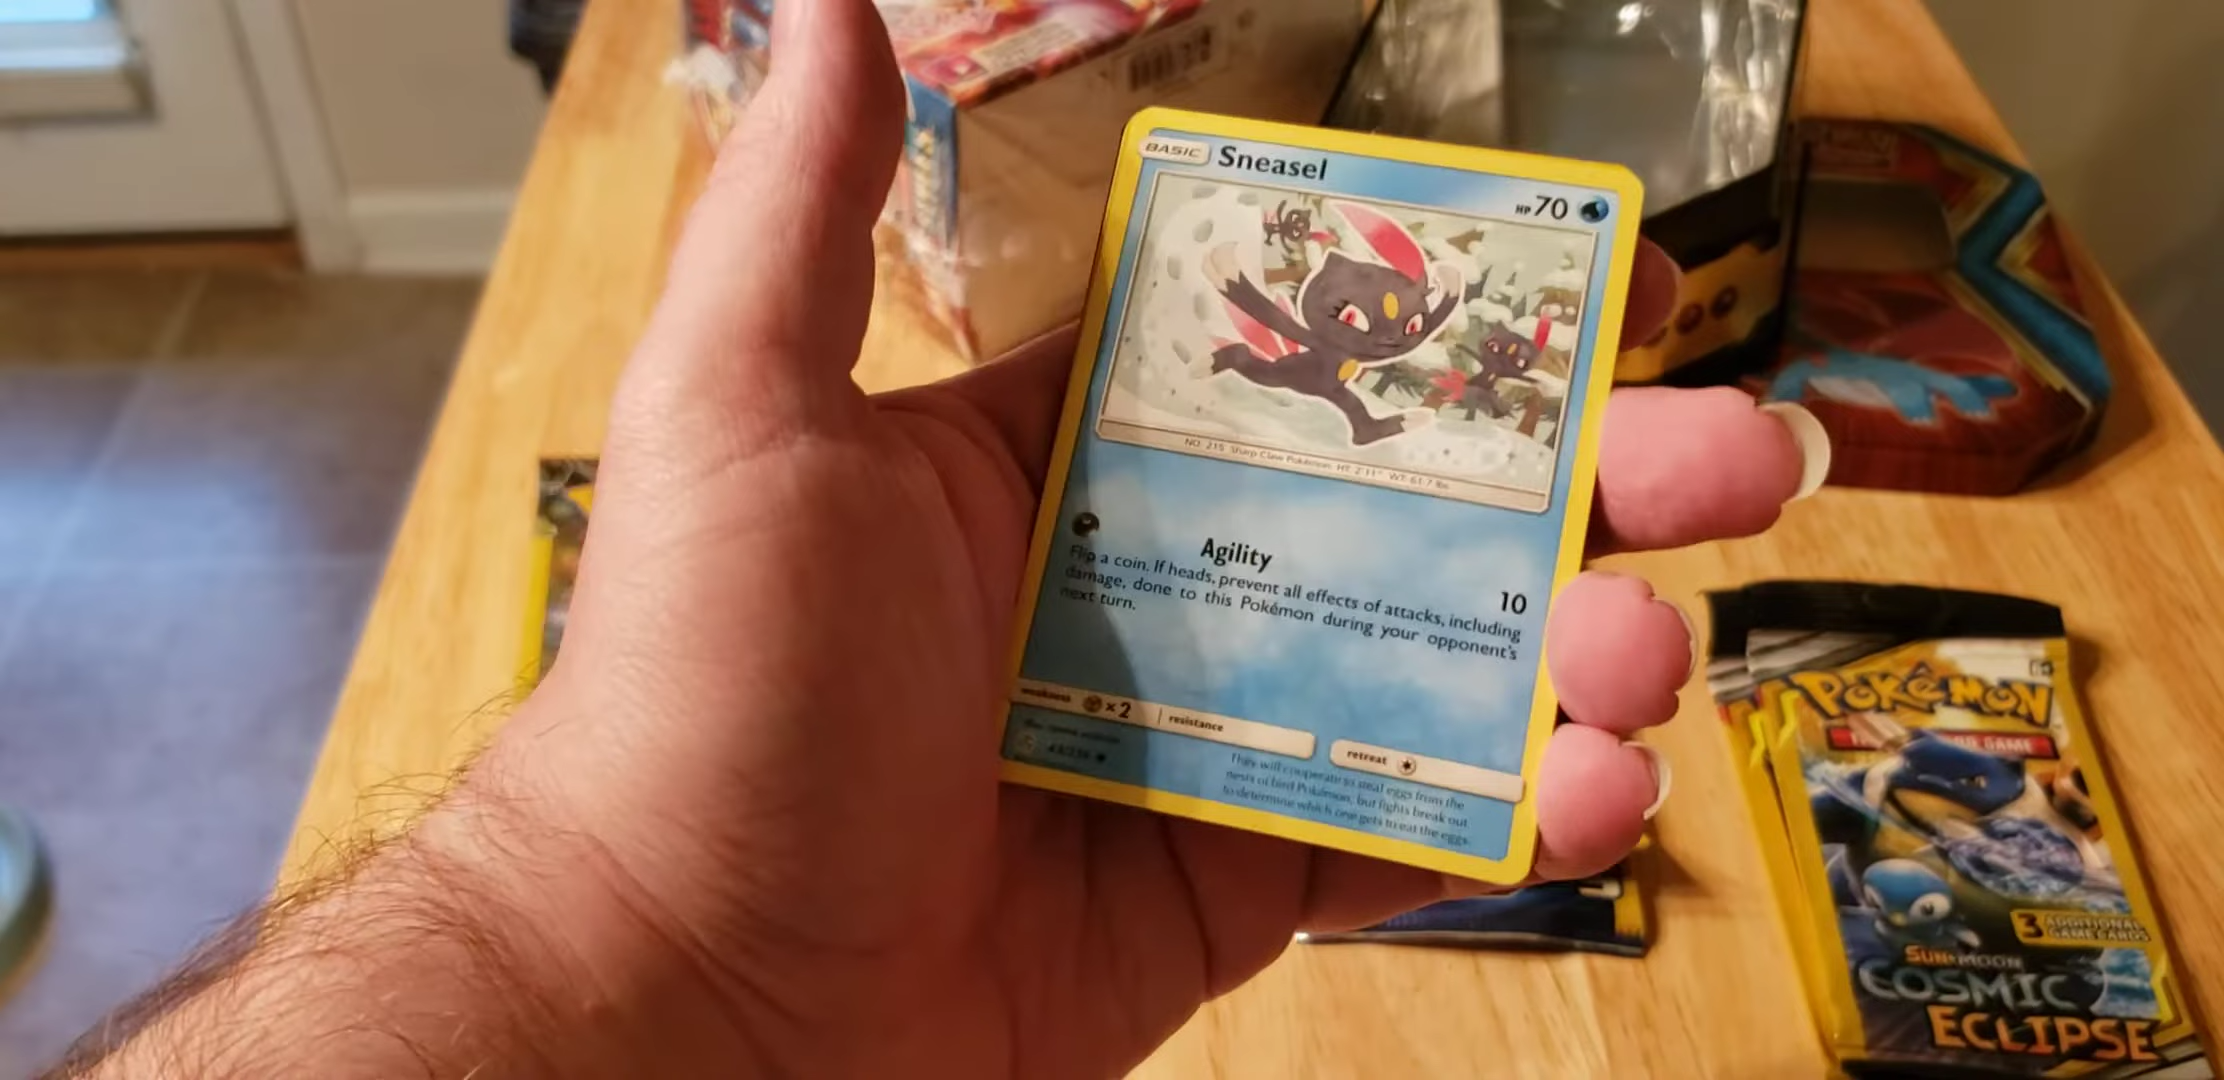 BASIC Sneasel HP 70
NO. 215 Sharp Claw Pokémon HT: 2'11" WT: 61.7 lbs
Agility 10
Flip a coin. If heads, prevent all effects of attacks, including
damage, done to this Pokémon during your opponent's
next turn.
weakness ×2 resistance retreat
They will cooperate to steal eggs from the
nests of bird Pokémon, but fights break out
to determine which one gets to eat the eggs.
POKéMON
GAME
3 ADDITIONAL
GAME CARDS
SUN MOON
COSMIC
ECLIPSE